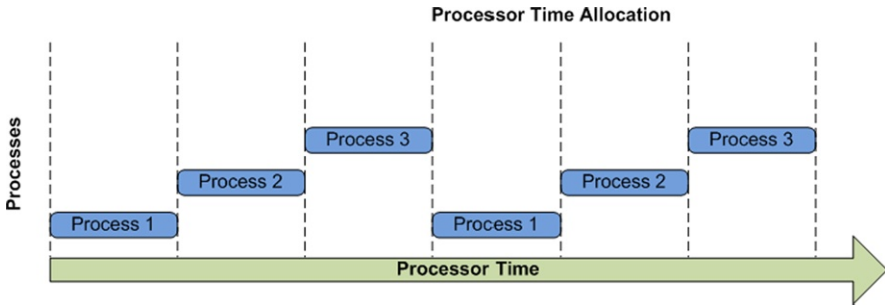 Processor Time Allocation
Processes
Process 3
Process 3
Process 2
Process 2
Process 1
Process 1
Processor Time